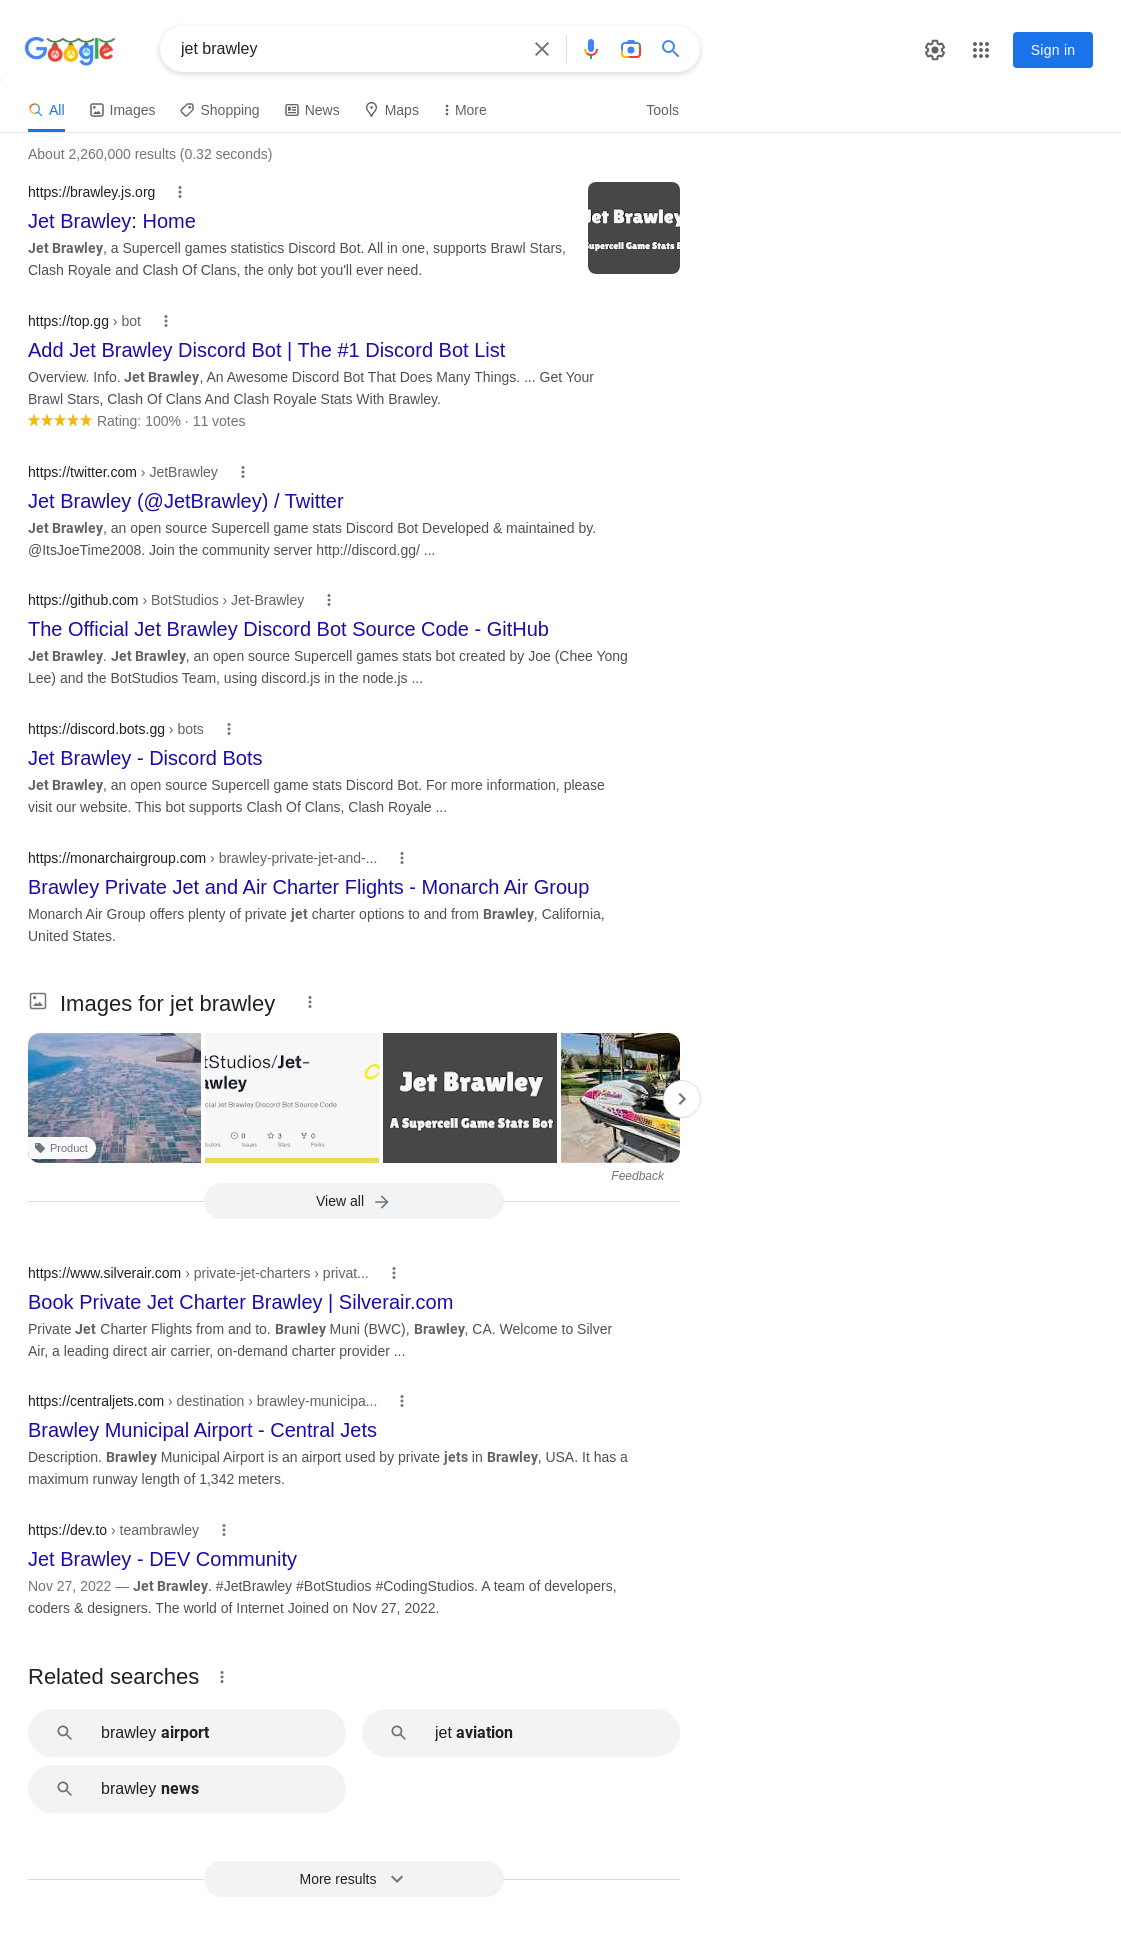 Google
jet brawley
Sign in
All
Images
Shopping
News
Maps
More
Tools
About 2,260,000 results (0.32 seconds)
https://brawley.js.org
Jet Brawley: Home
Jet Brawley, a Supercell games statistics Discord Bot. All in one, supports Brawl Stars,
Clash Royale and Clash Of Clans, the only bot you'll ever need.
Jet Brawley
Supercell Game Stats B
https://top.gg › bot
Add Jet Brawley Discord Bot | The #1 Discord Bot List
Overview. Info. Jet Brawley, An Awesome Discord Bot That Does Many Things. ... Get Your
Brawl Stars, Clash Of Clans And Clash Royale Stats With Brawley.
Rating: 100% · 11 votes
https://twitter.com › JetBrawley
Jet Brawley (@JetBrawley) / Twitter
Jet Brawley, an open source Supercell game stats Discord Bot Developed & maintained by.
@ItsJoeTime2008. Join the community server http://discord.gg/ ...
https://github.com › BotStudios › Jet-Brawley
The Official Jet Brawley Discord Bot Source Code - GitHub
Jet Brawley. Jet Brawley, an open source Supercell games stats bot created by Joe (Chee Yong
Lee) and the BotStudios Team, using discord.js in the node.js ...
https://discord.bots.gg › bots
Jet Brawley - Discord Bots
Jet Brawley, an open source Supercell game stats Discord Bot. For more information, please
visit our website. This bot supports Clash Of Clans, Clash Royale ...
https://monarchairgroup.com › brawley-private-jet-and-...
Brawley Private Jet and Air Charter Flights - Monarch Air Group
Monarch Air Group offers plenty of private jet charter options to and from Brawley, California,
United States.
Images for jet brawley
Product
tStudios/Jet-
awley
cial Jet Brawley Discord Bot Source Code
0
3
0
butors
Issues
Stars
Forks
Jet Brawley
A Supercell Game Stats Bot
Feedback
View all
https://www.silverair.com › private-jet-charters › privat...
Book Private Jet Charter Brawley | Silverair.com
Private Jet Charter Flights from and to. Brawley Muni (BWC), Brawley, CA. Welcome to Silver
Air, a leading direct air carrier, on-demand charter provider ...
https://centraljets.com › destination › brawley-municipa...
Brawley Municipal Airport - Central Jets
Description. Brawley Municipal Airport is an airport used by private jets in Brawley, USA. It has a
maximum runway length of 1,342 meters.
https://dev.to › teambrawley
Jet Brawley - DEV Community
Nov 27, 2022 — Jet Brawley. #JetBrawley #BotStudios #CodingStudios. A team of developers,
coders & designers. The world of Internet Joined on Nov 27, 2022.
Related searches
brawley airport
jet aviation
brawley news
More results